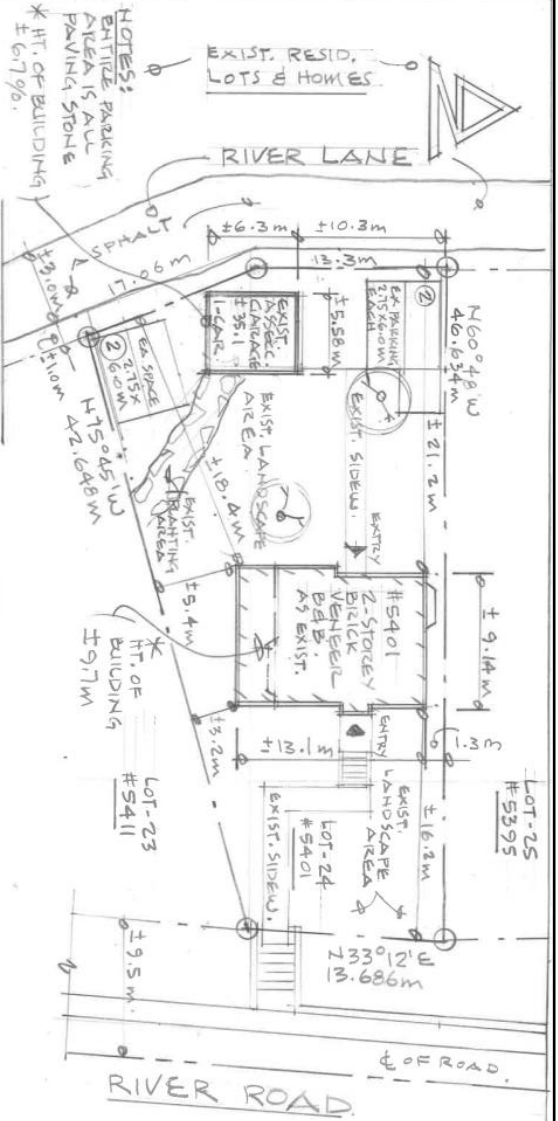 NOTES:
ENTIRE PARKING
AREA IS ALL
PAVING STONE
* HT. OF BUILDING
±6.7%.
EXIST. RESID.
LOTS & HOMES
RIVER LANE
SPHALT
±6.3m
±10.3m
13.3m
17.06m
±3.0m
±1.0m
N60°48'W
46.634m
②
EX. PARKING
2.75x6.0m
EACH
±5.58m
EXIST.
ASSEC.
GARAGE
±35.1
1-CAR
②
EA SPACE
2.75x
6.0m
N75°45'W
42.648m
EXIST. LANDSCAPE
AREA.
EXIST. SIDEW.
±21.2m
ENTRY
±18.4m
EXIST.
PLANTING
AREA
±5.4m
#5401
2-STOREY
BRICK
VENEER
B&B.
AS EXIST.
±9.14m
* HT. OF
BUILDING
±9.7m
±3.2m
±13.1m
1.3m
ENTRY
EXIST.
LANDSCAPE
AREA
±16.2m
LOT-25
#5395
LOT-24
#5401
LOT-23
#5411
EXIST. SIDEW.
N33°12'E
13.686m
±9.5m.
℄ OF ROAD.
RIVER ROAD.